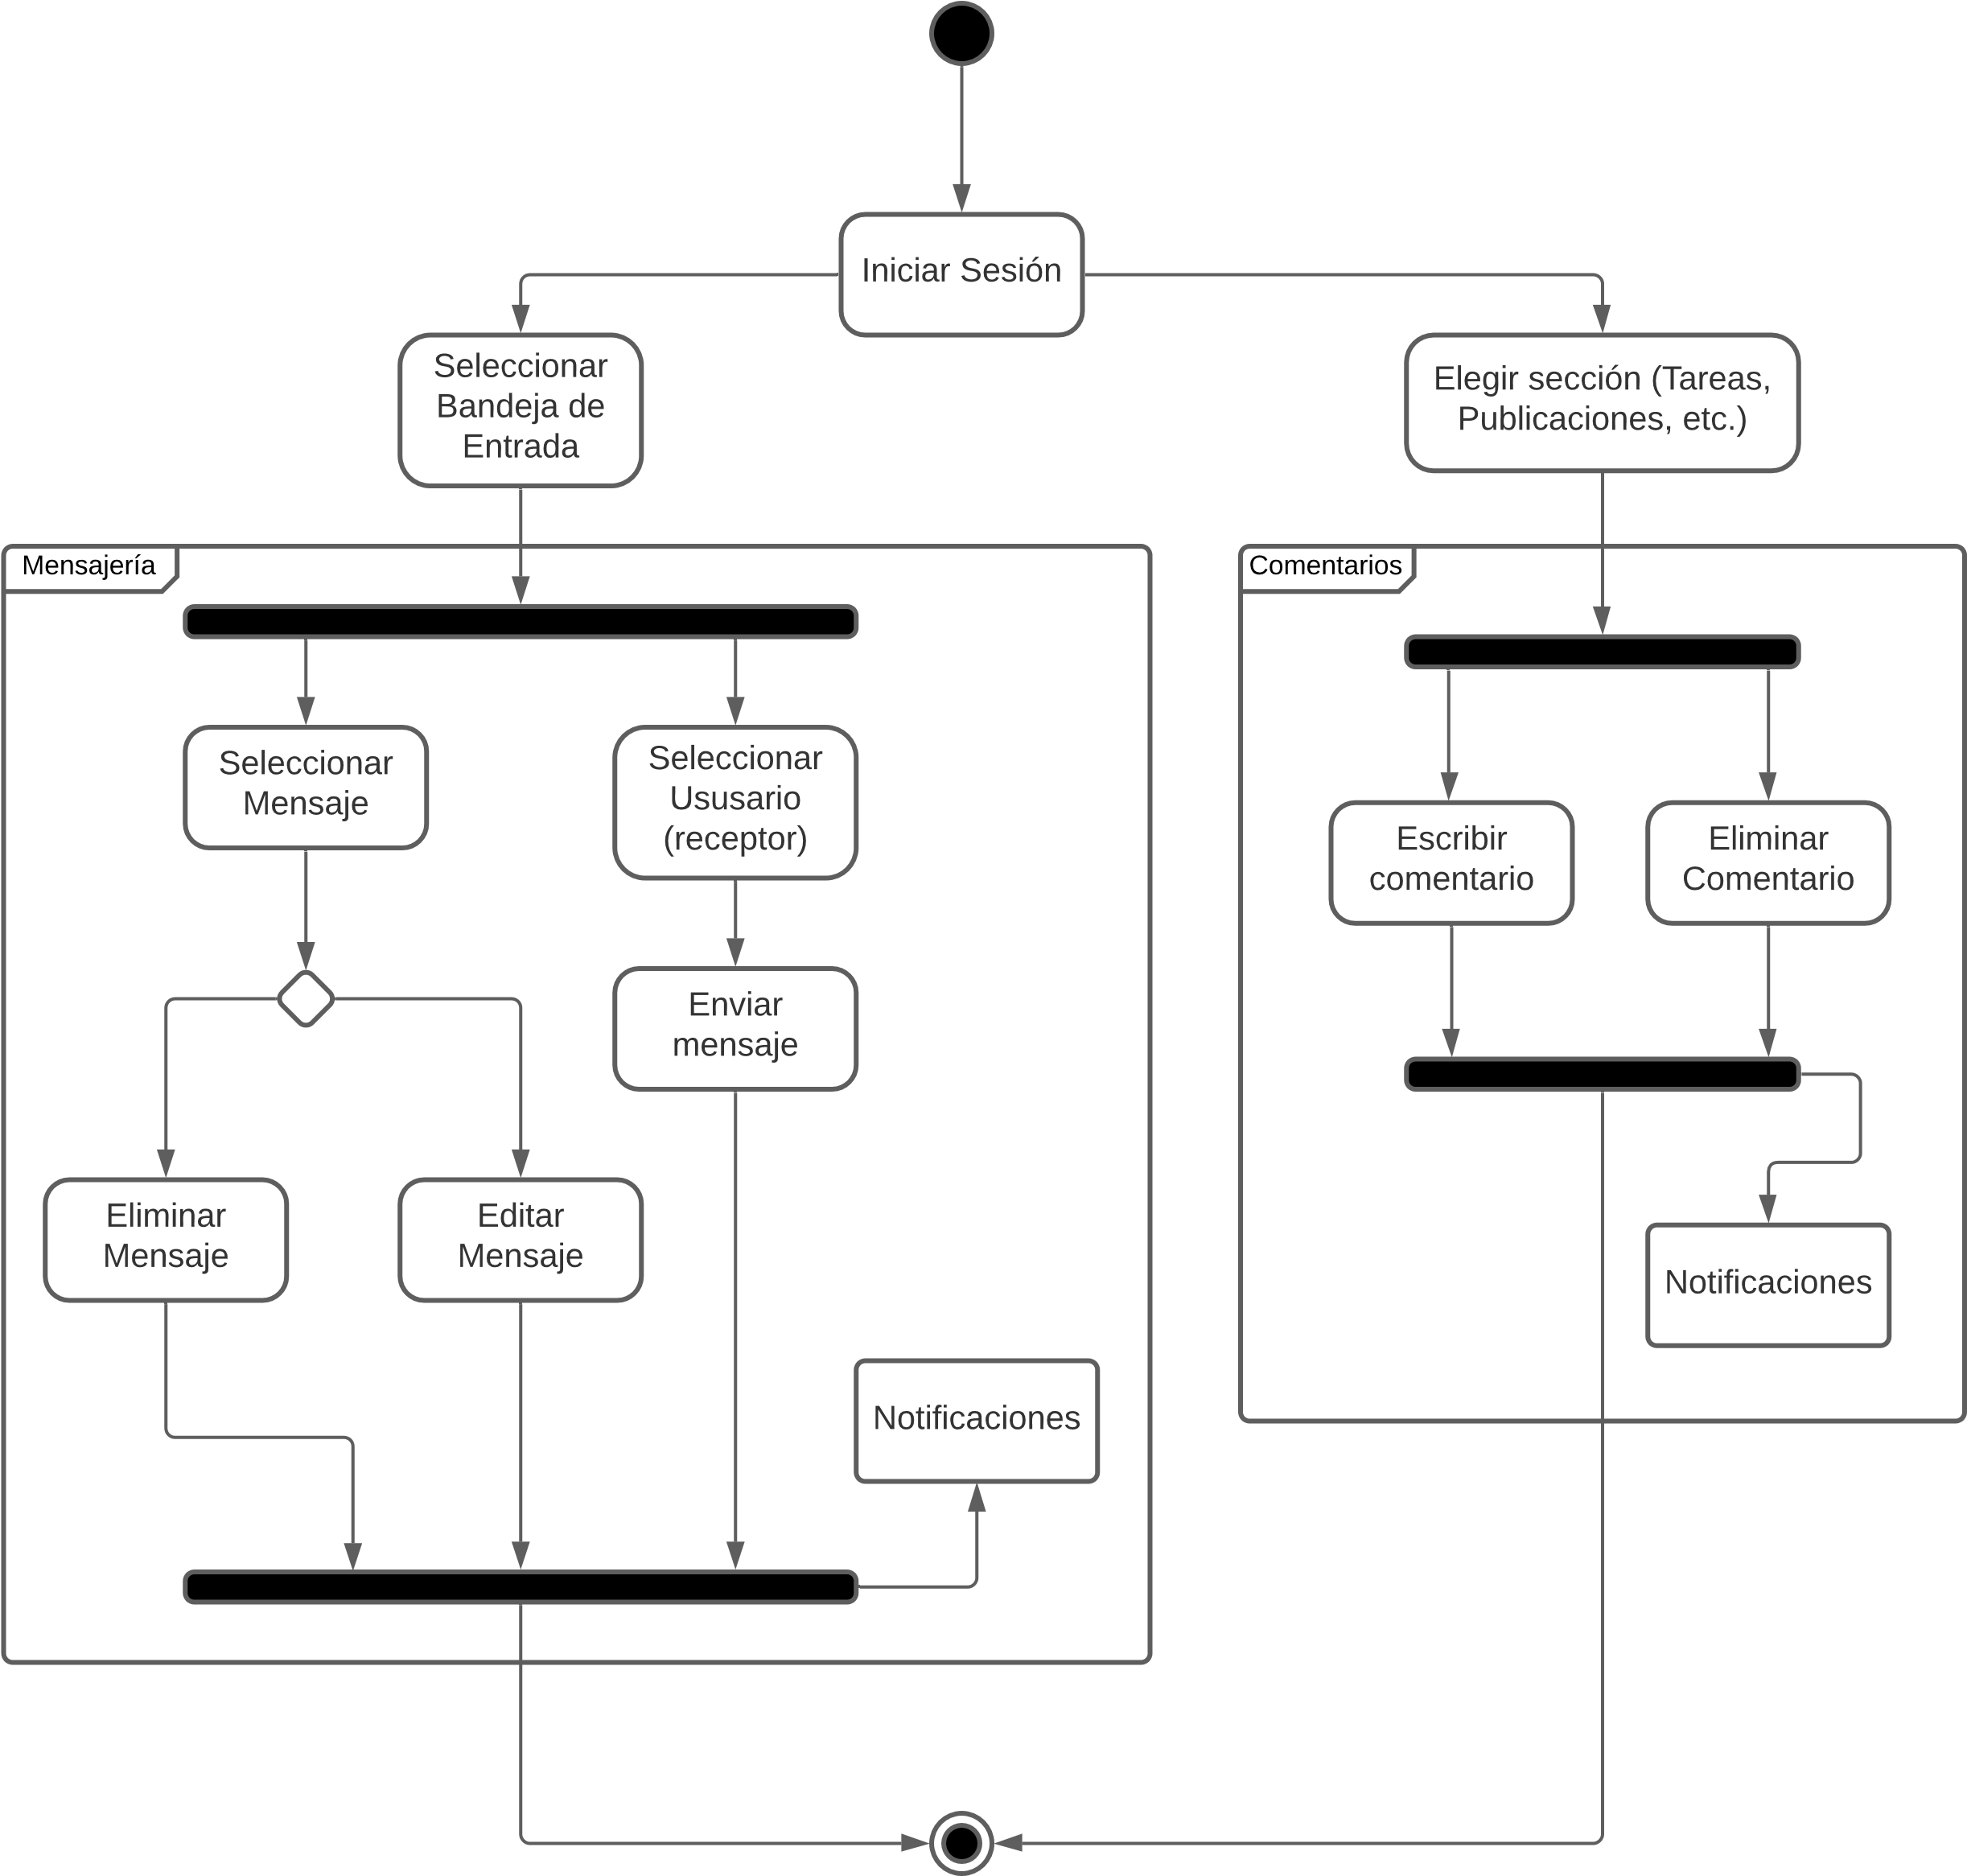 Iniciar Sesión
Seleccionar
Bandeja de
Entrada
Elegir sección (Tareas,
Publicaciones, etc.)
Mensajería
Seleccionar
Mensaje
Seleccionar
Ususario
(receptor)
Enviar
mensaje
Eliminar
Mensaje
Editar
Mensaje
Notificaciones
Comentarios
Escribir
comentario
Eliminar
Comentario
Notificaciones